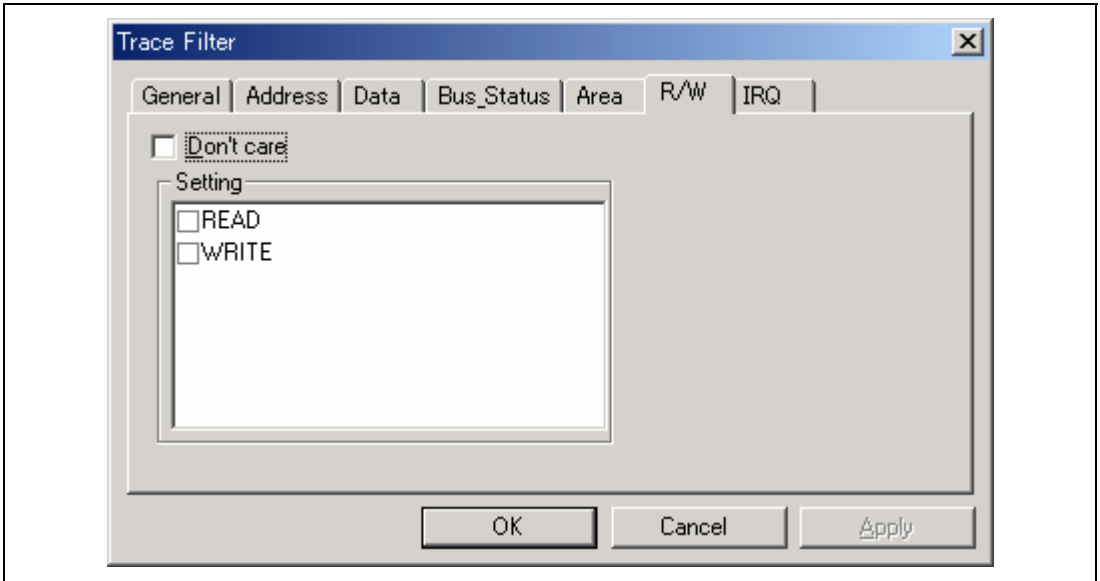 Trace Filter
General Address Data Bus_Status Area R/W IRQ
Don't care
Setting
READ
WRITE
OK Cancel Apply